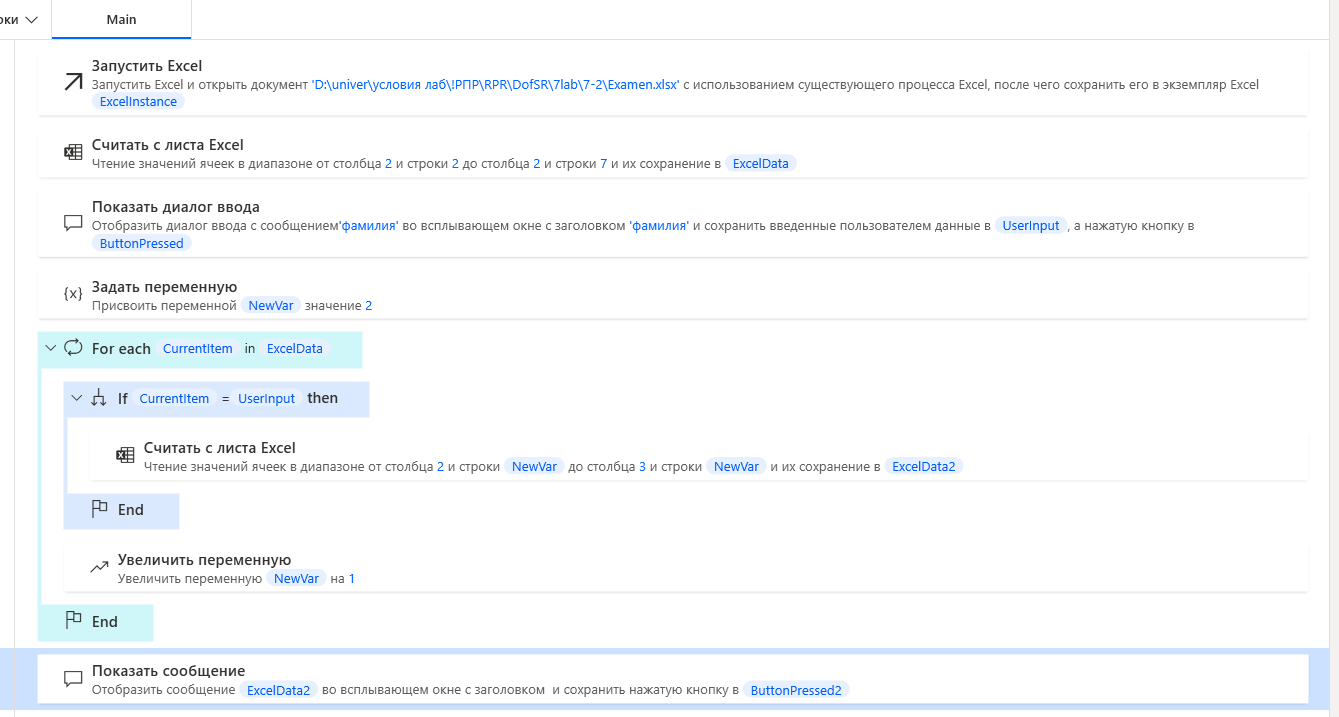 оки
Main
Запустить Excel
Запустить Excel и открыть документ 'D:\univer\условия лаб\!РПР\RPR\DofSR\7lab\7-2\Examen.xlsx' с использованием существующего процесса Excel, после чего сохранить его в экземпляр Excel
ExcelInstance
Считать с листа Excel
Чтение значений ячеек в диапазоне от столбца 2 и строки 2 до столбца 2 и строки 7 и их сохранение в ExcelData
Показать диалог ввода
Отобразить диалог ввода с сообщением'фамилия' во всплывающем окне с заголовком 'фамилия' и сохранить введенные пользователем данные в UserInput , а нажатую кнопку в
ButtonPressed
{x} Задать переменную
Присвоить переменной NewVar значение 2
For each CurrentItem in ExcelData
If CurrentItem = UserInput then
Считать с листа Excel
Чтение значений ячеек в диапазоне от столбца 2 и строки NewVar до столбца 3 и строки NewVar и их сохранение в ExcelData2
End
Увеличить переменную
Увеличить переменную NewVar на 1
End
Показать сообщение
Отобразить сообщение ExcelData2 во всплывающем окне с заголовком и сохранить нажатую кнопку в ButtonPressed2